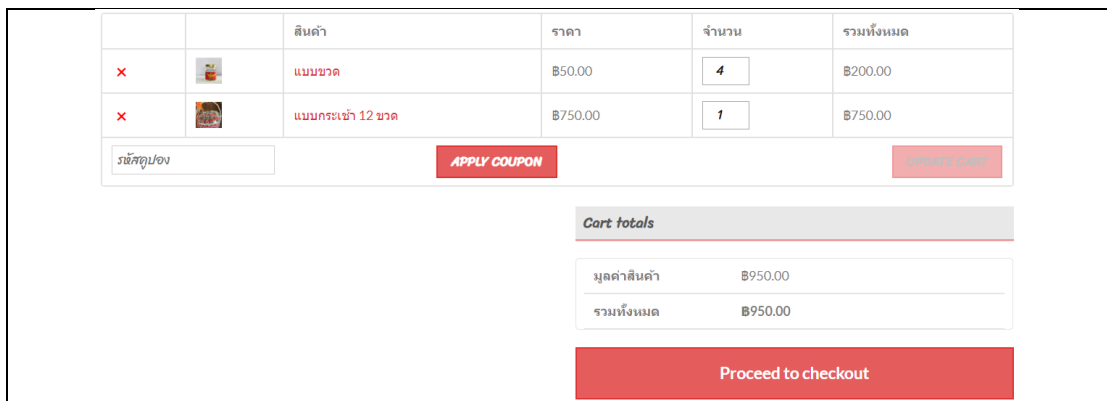 สินค้า ราคา จำนวน รวมทั้งหมด
× แบบขวด ฿50.00 4 ฿200.00
× แบบกระเช้า 12 ขวด ฿750.00 1 ฿750.00
รหัสคูปอง APPLY COUPON UPDATE CART
Cart totals
มูลค่าสินค้า ฿950.00
รวมทั้งหมด ฿950.00
Proceed to checkout